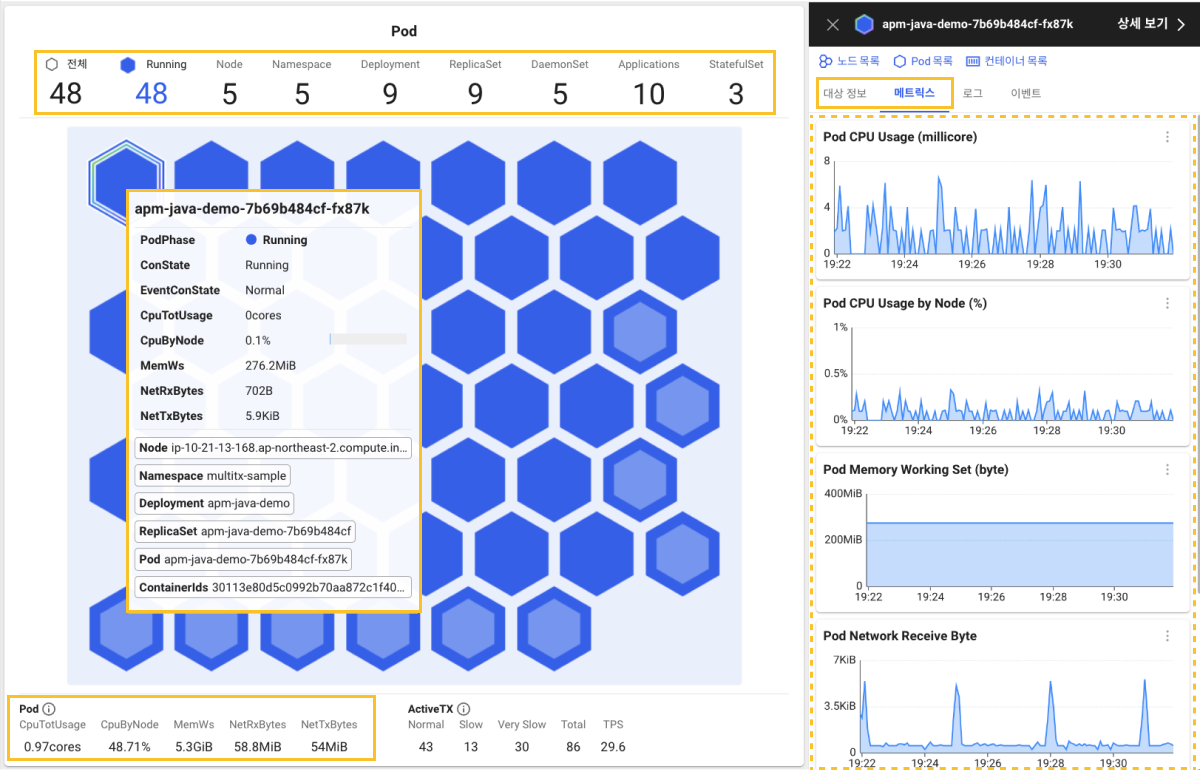 Pod
전체 Running Node Namespace Deployment ReplicaSet DaemonSet Applications StatefulSet
48 48 5 5 9 9 5 10 3
apm-java-demo-7b69b484cf-fx87k
PodPhase Running
ConState Running
EventConState Normal
CpuTotUsage 0cores
CpuByNode 0.1%
MemWs 276.2MiB
NetRxBytes 702B
NetTxBytes 5.9KiB
Node ip-10-21-13-168.ap-northeast-2.compute.in...
Namespace multitx-sample
Deployment apm-java-demo
ReplicaSet apm-java-demo-7b69b484cf
Pod apm-java-demo-7b69b484cf-fx87k
ContainerIds 30113e80d5c0992b70aa872c1f40...
Pod
CpuTotUsage CpuByNode MemWs NetRxBytes NetTxBytes
0.97cores 48.71% 5.3GiB 58.8MiB 54MiB
ActiveTX
Normal Slow Very Slow Total TPS
43 13 30 86 29.6
apm-java-demo-7b69b484cf-fx87k 상세 보기
노드 목록 Pod 목록 컨테이너 목록
대상 정보 메트릭스 로그 이벤트
Pod CPU Usage (millicore)
8
4
0
19:22 19:24 19:26 19:28 19:30
Pod CPU Usage by Node (%)
1%
0.5%
0%
19:22 19:24 19:26 19:28 19:30
Pod Memory Working Set (byte)
400MiB
200MiB
0
19:22 19:24 19:26 19:28 19:30
Pod Network Receive Byte
7KiB
3.5KiB
0
19:22 19:24 19:26 19:28 19:30